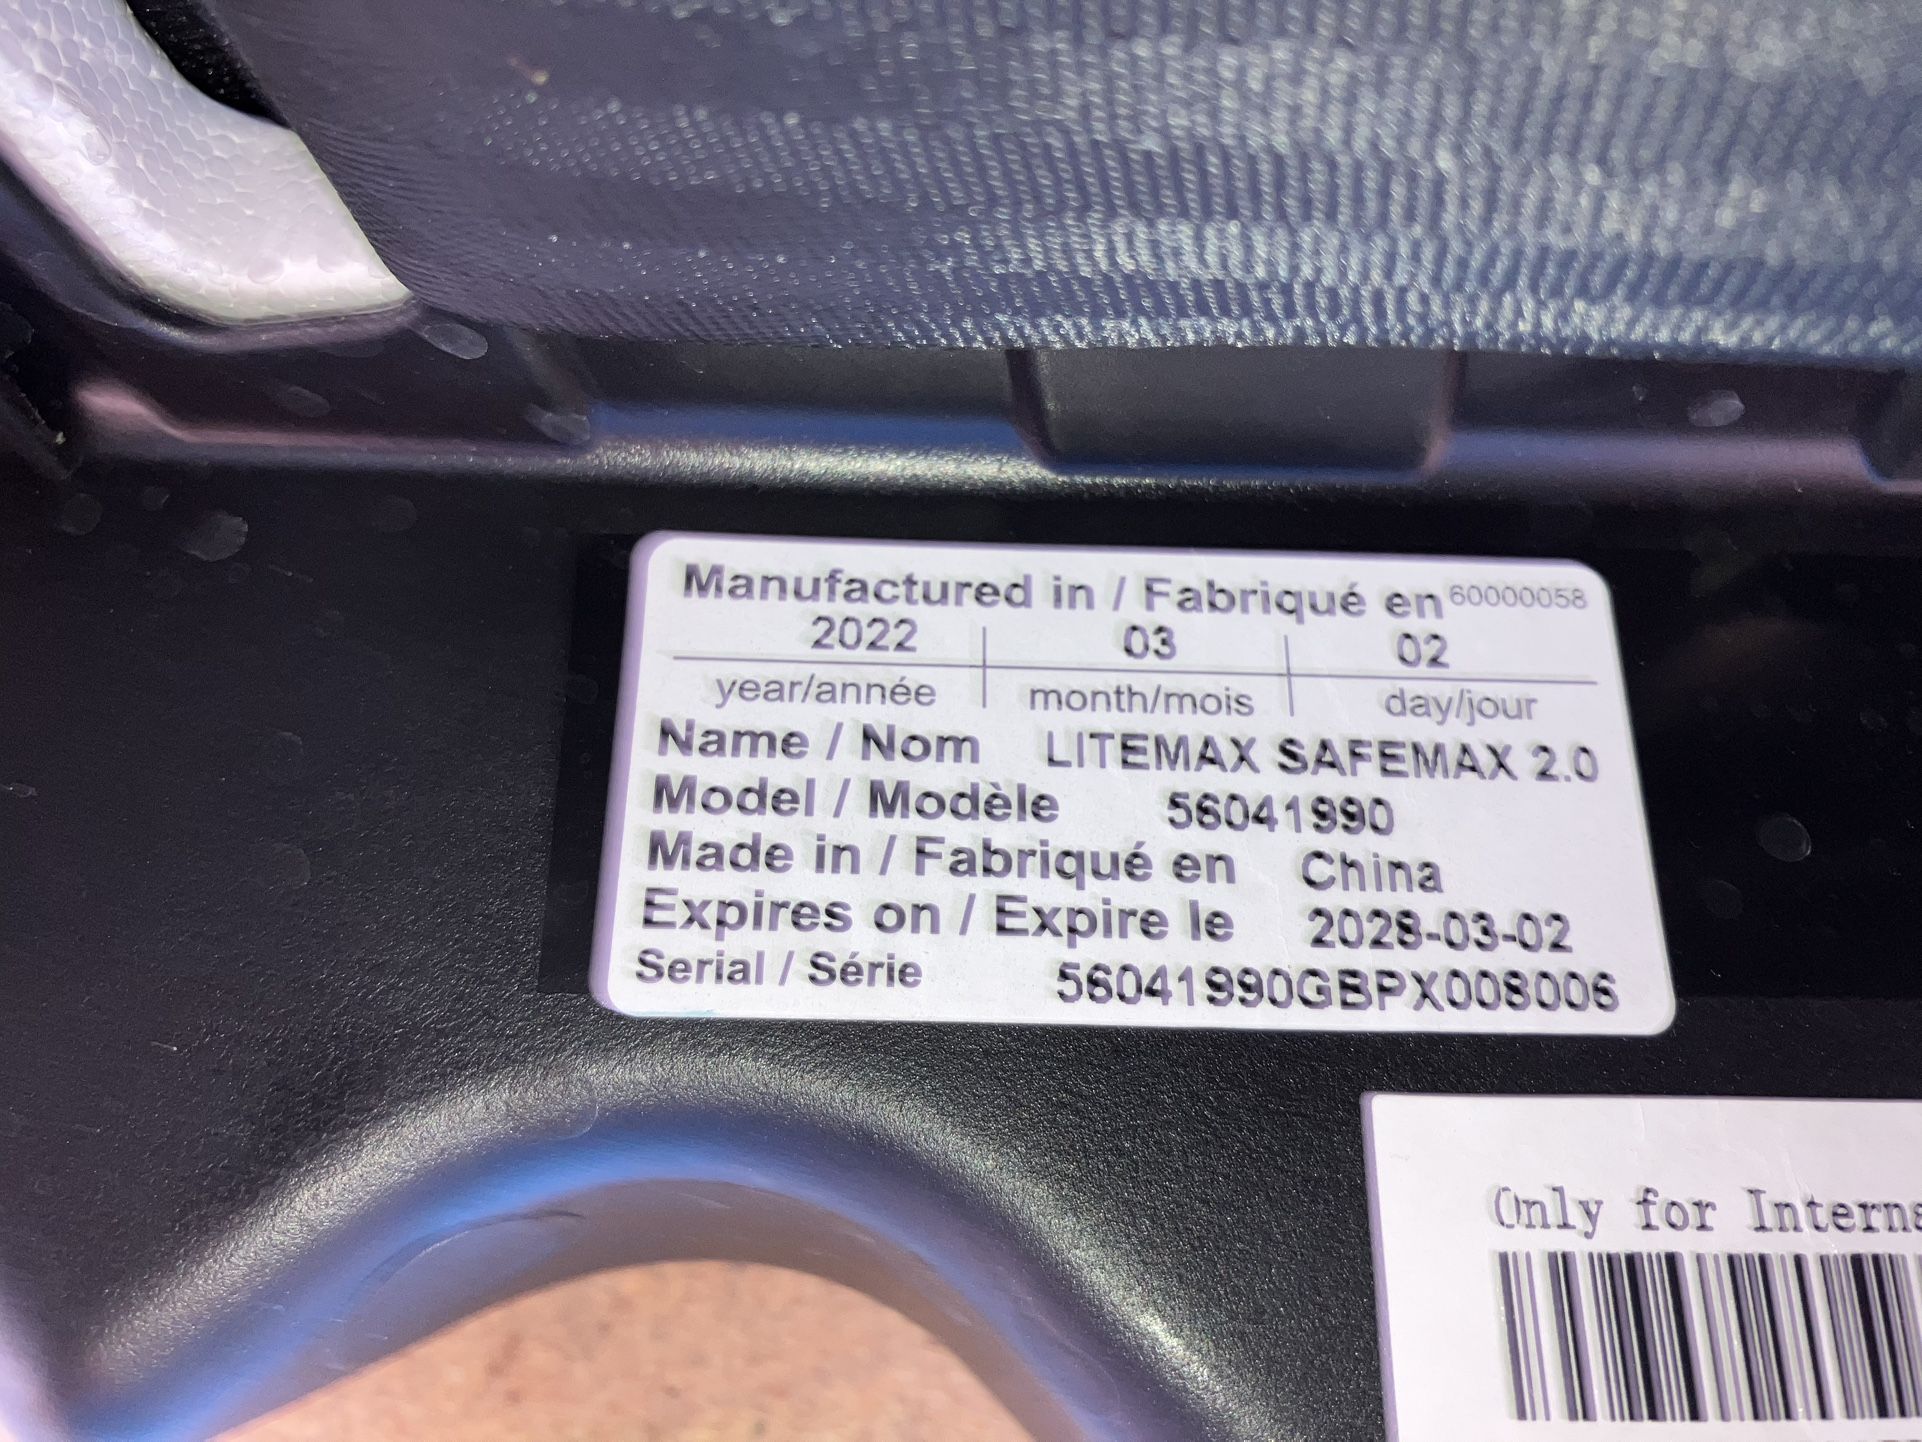 Manufactured in / Fabriqué en 60000058
2022 03 02
year/année month/mois day/jour
Name / Nom LITEMAX SAFEMAX 2.0
Model / Modèle 56041990
Made in / Fabriqué en China
Expires on / Expire le 2028-03-02
Serial / Série 56041990GBPX008006
Only for